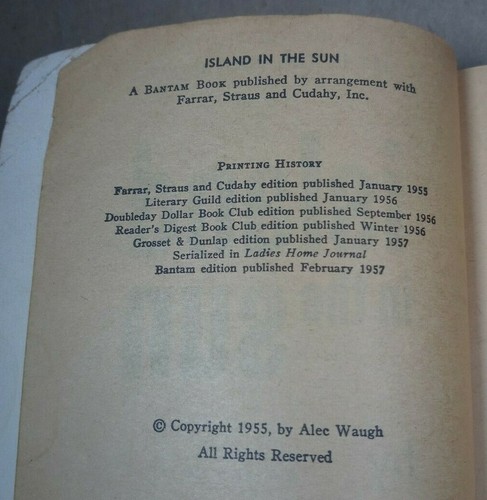 ISLAND IN THE SUN
A BANTAM BOOK published by arrangement with
Farrar, Straus and Cudahy, Inc.
PRINTING HISTORY
Farrar, Straus and Cudahy edition published January 1955
Literary Guild edition published January 1956
Doubleday Dollar Book Club edition published September 1956
Reader's Digest Book Club edition published Winter 1956
Grosset & Dunlap edition published January 1957
Serialized in Ladies Home Journal
Bantam edition published February 1957
© Copyright 1955, by Alec Waugh
All Rights Reserved